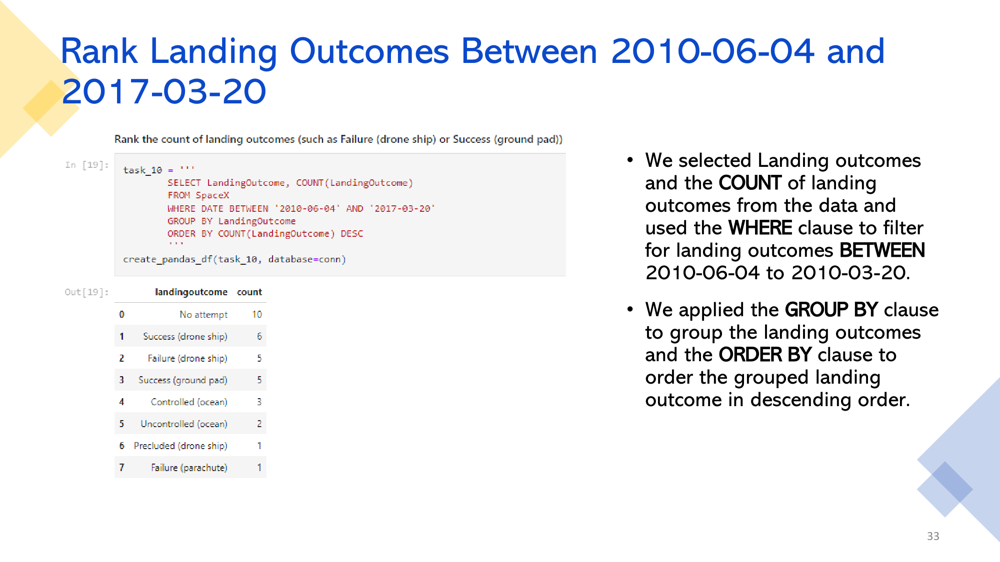 Rank Landing Outcomes Between 2010-06-04 and
2017-03-20
Rank the count of landing outcomes (such as Failure (drone ship) or Success (ground pad))
In [19]:
task_10 = '''
SELECT LandingOutcome, COUNT(LandingOutcome)
FROM SpaceX
WHERE DATE BETWEEN '2010-06-04' AND '2017-03-20'
GROUP BY LandingOutcome
ORDER BY COUNT(LandingOutcome) DESC
'''
create_pandas_df(task_10, database=conn)
Out[19]:
landingoutcome count
0 No attempt 10
1 Success (drone ship) 6
2 Failure (drone ship) 5
3 Success (ground pad) 5
4 Controlled (ocean) 3
5 Uncontrolled (ocean) 2
6 Precluded (drone ship) 1
7 Failure (parachute) 1
• We selected Landing outcomes
and the COUNT of landing
outcomes from the data and
used the WHERE clause to filter
for landing outcomes BETWEEN
2010-06-04 to 2010-03-20.
• We applied the GROUP BY clause
to group the landing outcomes
and the ORDER BY clause to
order the grouped landing
outcome in descending order.
33